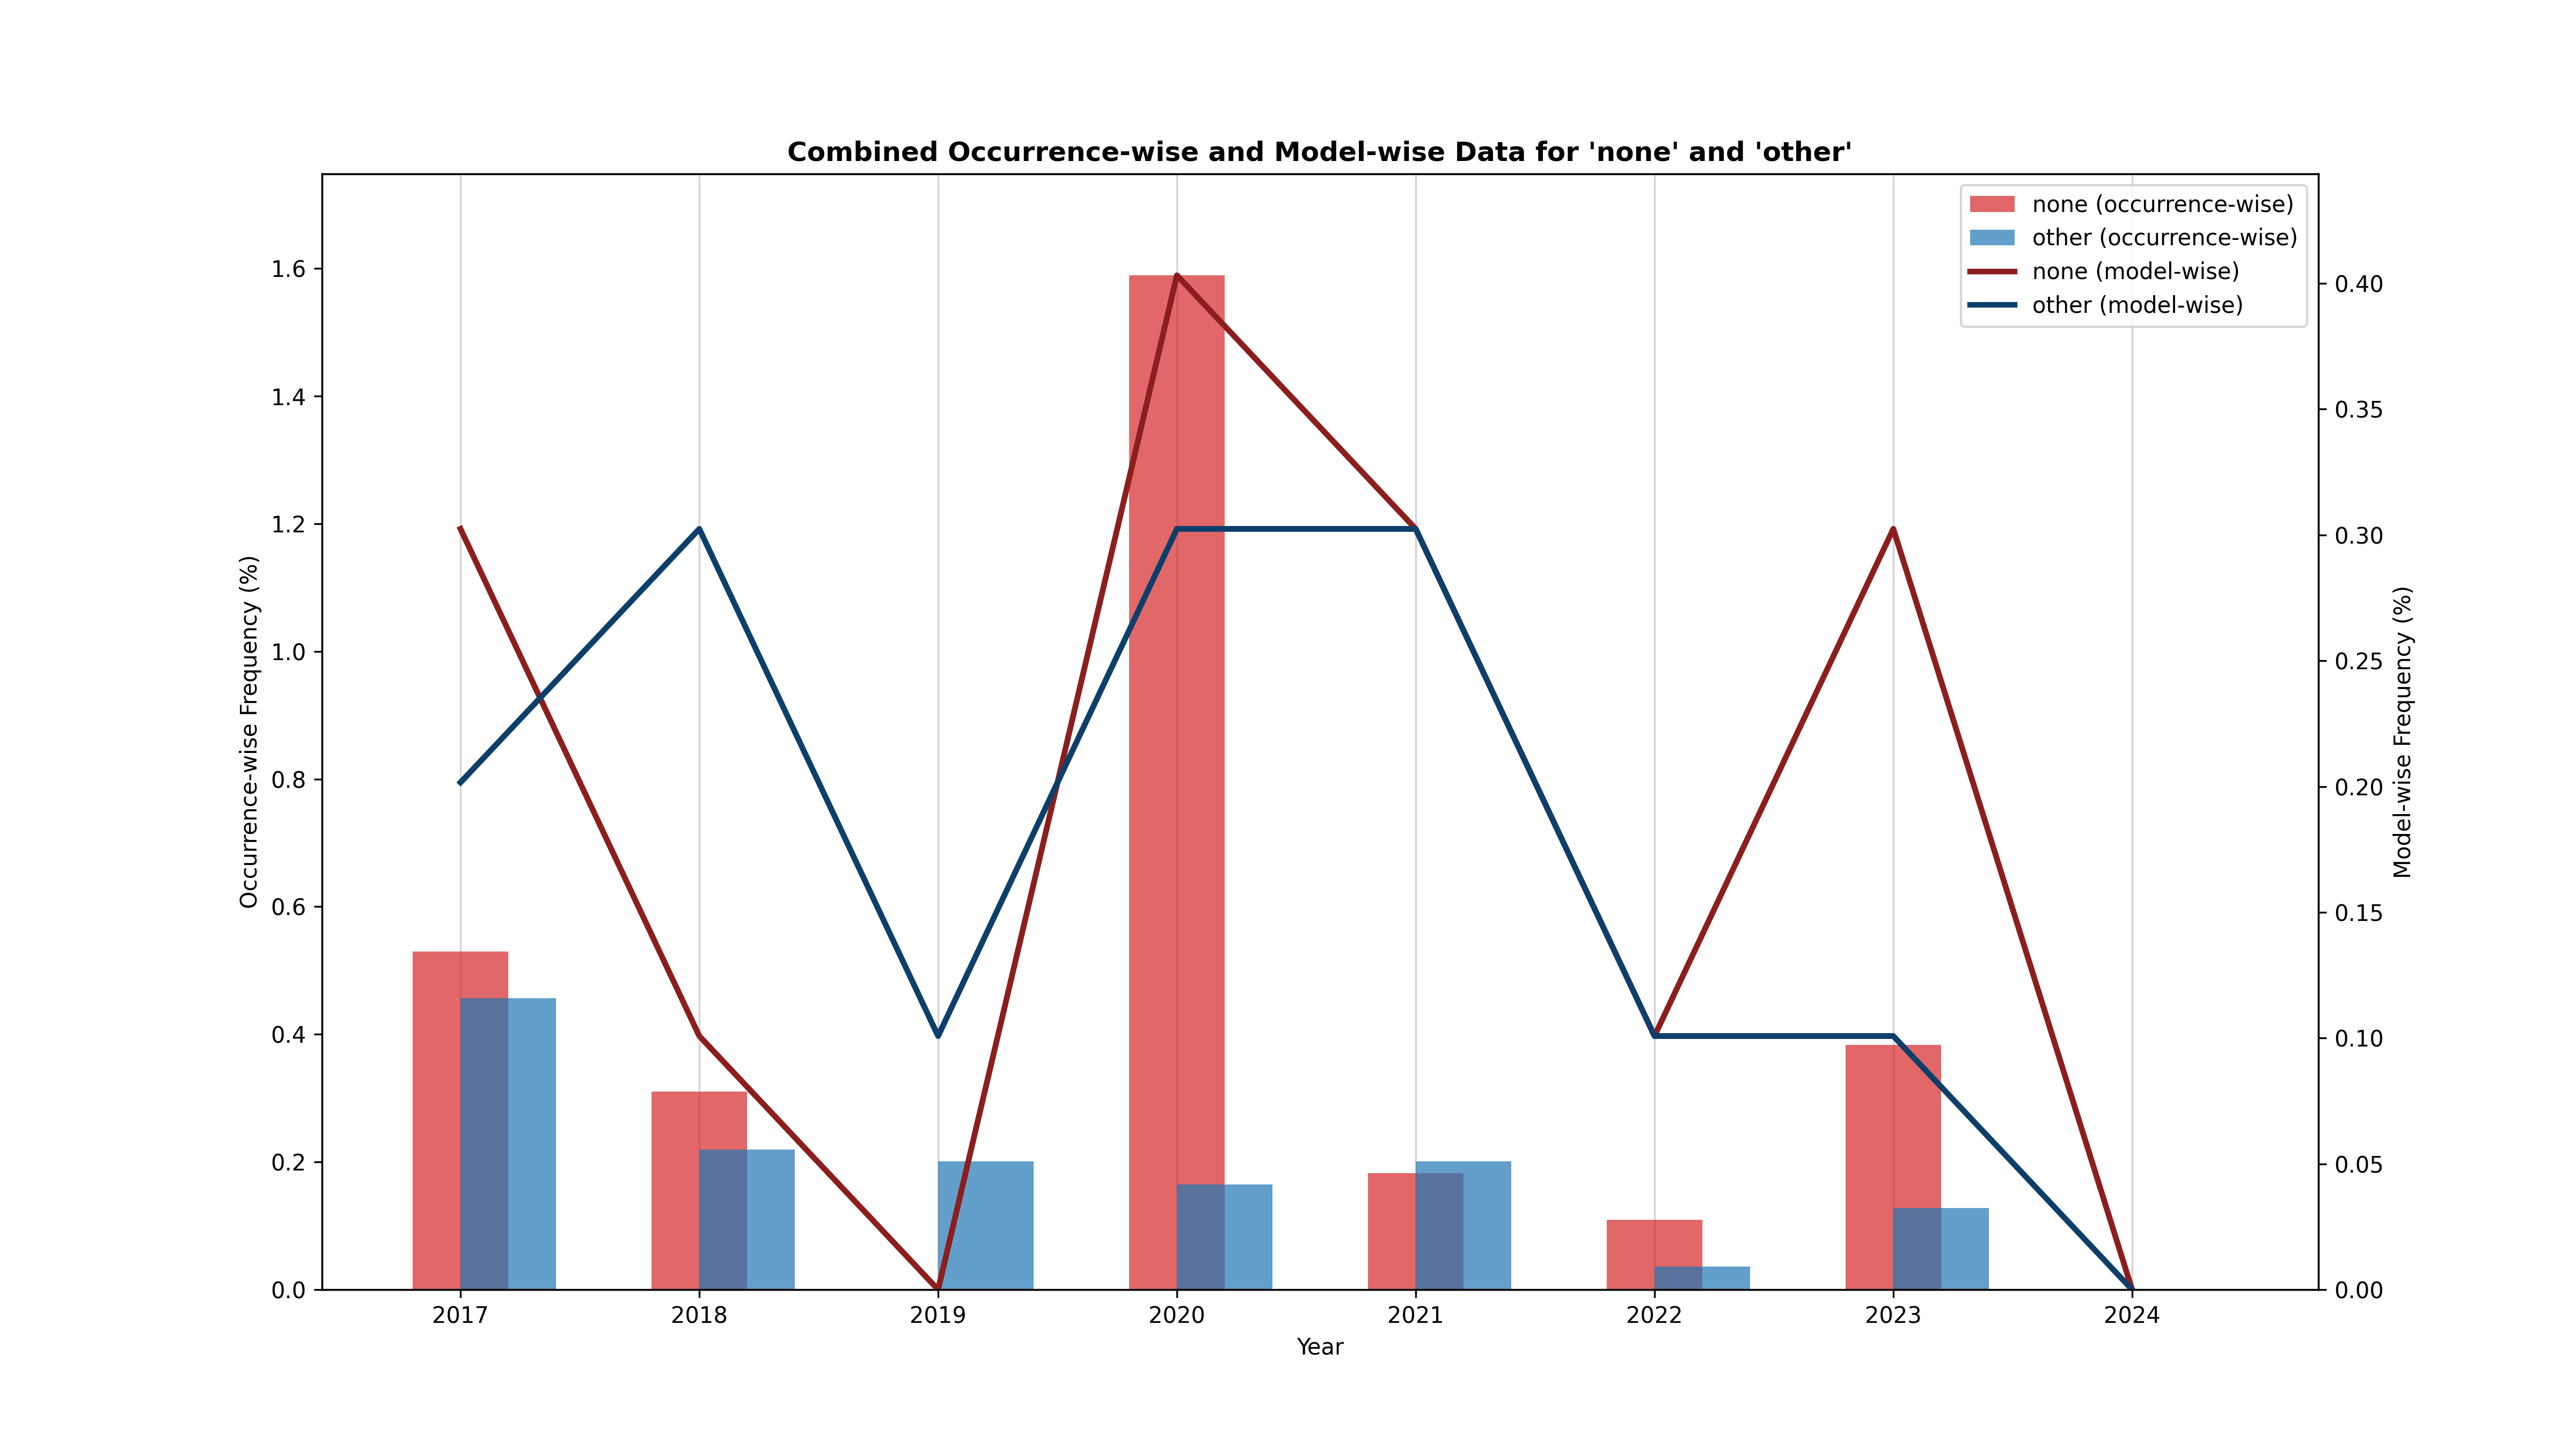 Combined Occurrence-wise and Model-wise Data for 'none' and 'other'
none (occurrence-wise)
other (occurrence-wise)
none (model-wise)
other (model-wise)
Occurrence-wise Frequency (%)
1.6
1.4
1.2
1.0
0.8
0.6
0.4
0.2
0.0
0.40
0.35
0.30
0.25
0.20
0.15
0.10
0.05
0.00
Model-wise Frequency (%)
2017 2018 2019 2020 2021 2022 2023 2024
Year